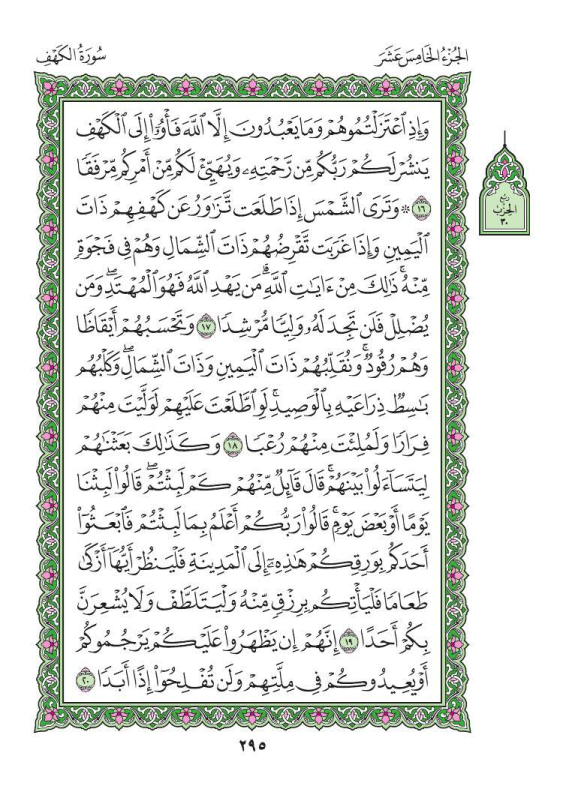 الجُزْءُ الخَامِسَ عَشَرَ
سُورَةُ الكَهْفِ
وَإِذِ ٱعْتَزَلْتُمُوهُمْ وَمَا يَعْبُدُونَ إِلَّا ٱللَّهَ فَأْوُۥٓا۟ إِلَى ٱلْكَهْفِ
يَنشُرْ لَكُمْ رَبُّكُم مِّن رَّحْمَتِهِۦ وَيُهَيِّئْ لَكُم مِّنْ أَمْرِكُم مِّرْفَقًا
١٦ ۞ وَتَرَى ٱلشَّمْسَ إِذَا طَلَعَت تَّزَٰوَرُ عَن كَهْفِهِمْ ذَاتَ
ٱلْيَمِينِ وَإِذَا غَرَبَت تَّقْرِضُهُمْ ذَاتَ ٱلشِّمَالِ وَهُمْ فِى فَجْوَةٍ
مِّنْهُ ۚ ذَٰلِكَ مِنْ ءَايَٰتِ ٱللَّهِ ۗ مَن يَهْدِ ٱللَّهُ فَهُوَ ٱلْمُهْتَدِ ۖ وَمَن
يُضْلِلْ فَلَن تَجِدَ لَهُۥ وَلِيًّا مُّرْشِدًا ١٧ وَتَحْسَبُهُمْ أَيْقَاظًا
وَهُمْ رُقُودٌ ۚ وَنُقَلِّبُهُمْ ذَاتَ ٱلْيَمِينِ وَذَاتَ ٱلشِّمَالِ ۖ وَكَلْبُهُم
بَٰسِطٌ ذِرَاعَيْهِ بِٱلْوَصِيدِ ۚ لَوِ ٱطَّلَعْتَ عَلَيْهِمْ لَوَلَّيْتَ مِنْهُمْ
فِرَارًا وَلَمُلِئْتَ مِنْهُمْ رُعْبًا ١٨ وَكَذَٰلِكَ بَعَثْنَٰهُمْ
لِيَتَسَآءَلُوا۟ بَيْنَهُمْ ۚ قَالَ قَآئِلٌ مِّنْهُمْ كَمْ لَبِثْتُمْ ۖ قَالُوا۟ لَبِثْنَا
يَوْمًا أَوْ بَعْضَ يَوْمٍ ۚ قَالُوا۟ رَبُّكُمْ أَعْلَمُ بِمَا لَبِثْتُمْ فَٱبْعَثُوٓا۟
أَحَدَكُم بِوَرِقِكُمْ هَٰذِهِۦٓ إِلَى ٱلْمَدِينَةِ فَلْيَنظُرْ أَيُّهَآ أَزْكَىٰ
طَعَامًا فَلْيَأْتِكُم بِرِزْقٍ مِّنْهُ وَلْيَتَلَطَّفْ وَلَا يُشْعِرَنَّ
بِكُمْ أَحَدًا ١٩ إِنَّهُمْ إِن يَظْهَرُوا۟ عَلَيْكُمْ يَرْجُمُوكُمْ
أَوْ يُعِيدُوكُمْ فِى مِلَّتِهِمْ وَلَن تُفْلِحُوٓا۟ إِذًا أَبَدًا ٢٠
ربع
الحزب
٣٠
٢٩٥